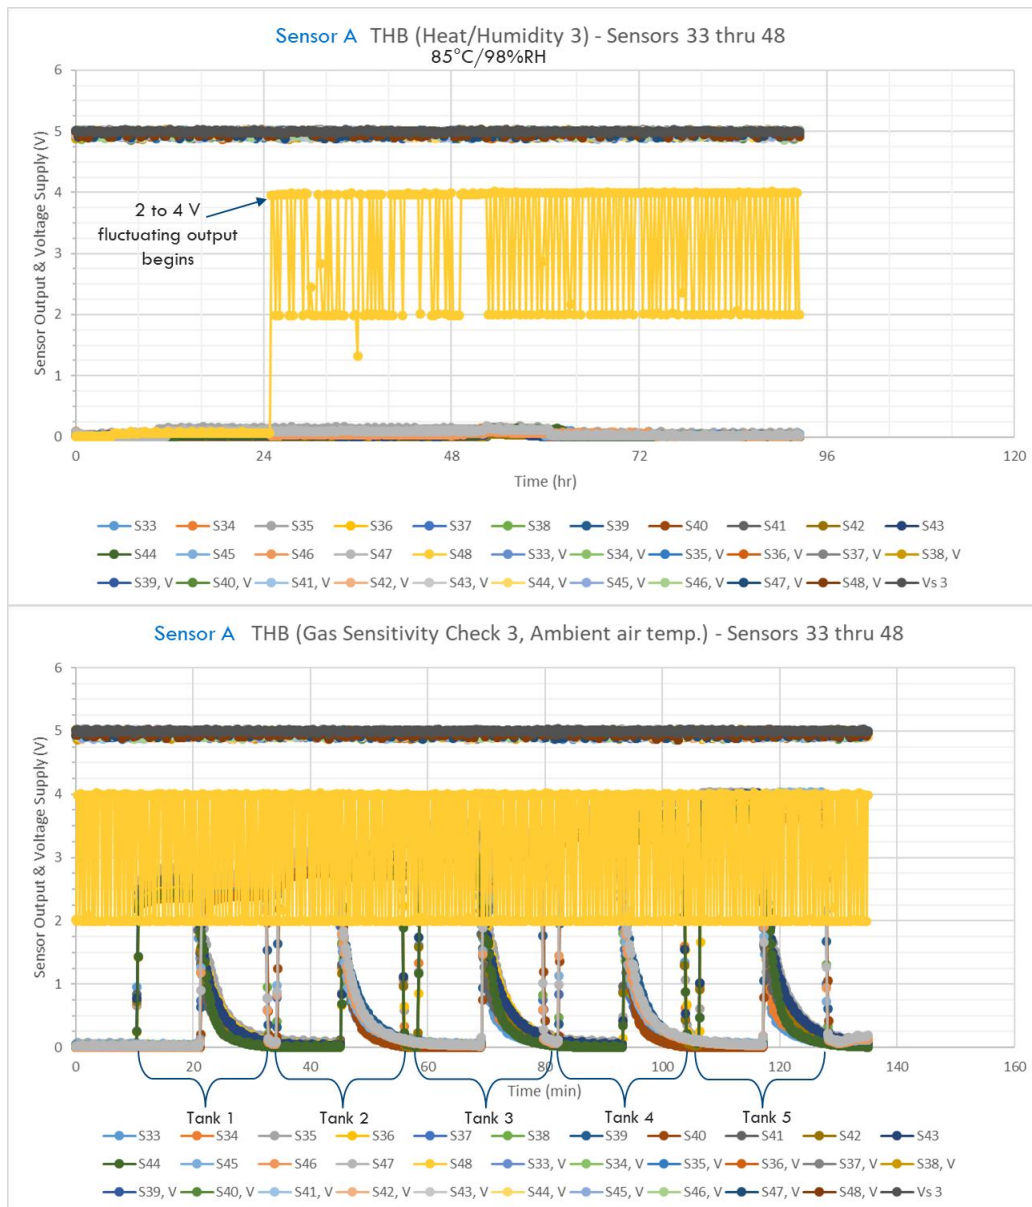 Sensor A THB (Heat/Humidity 3) - Sensors 33 thru 48
85°C/98%RH
6
5
4
3
2
1
0
Sensor Output & Voltage Supply (V)
2 to 4 V
fluctuating output
begins
0 24 48 72 96 120
Time (hr)
S33 S34 S35 S36 S37 S38 S39 S40 S41 S42 S43
S44 S45 S46 S47 S48 S33, V S34, V S35, V S36, V S37, V S38, V
S39, V S40, V S41, V S42, V S43, V S44, V S45, V S46, V S47, V S48, V Vs 3
Sensor A THB (Gas Sensitivity Check 3, Ambient air temp.) - Sensors 33 thru 48
6
5
4
3
2
1
0
Sensor Output & Voltage Supply (V)
0 20 40 60 80 100 120 140 160
Time (min)
Tank 1 Tank 2 Tank 3 Tank 4 Tank 5
S33 S34 S35 S36 S37 S38 S39 S40 S41 S42 S43
S44 S45 S46 S47 S48 S33, V S34, V S35, V S36, V S37, V S38, V
S39, V S40, V S41, V S42, V S43, V S44, V S45, V S46, V S47, V S48, V Vs 3